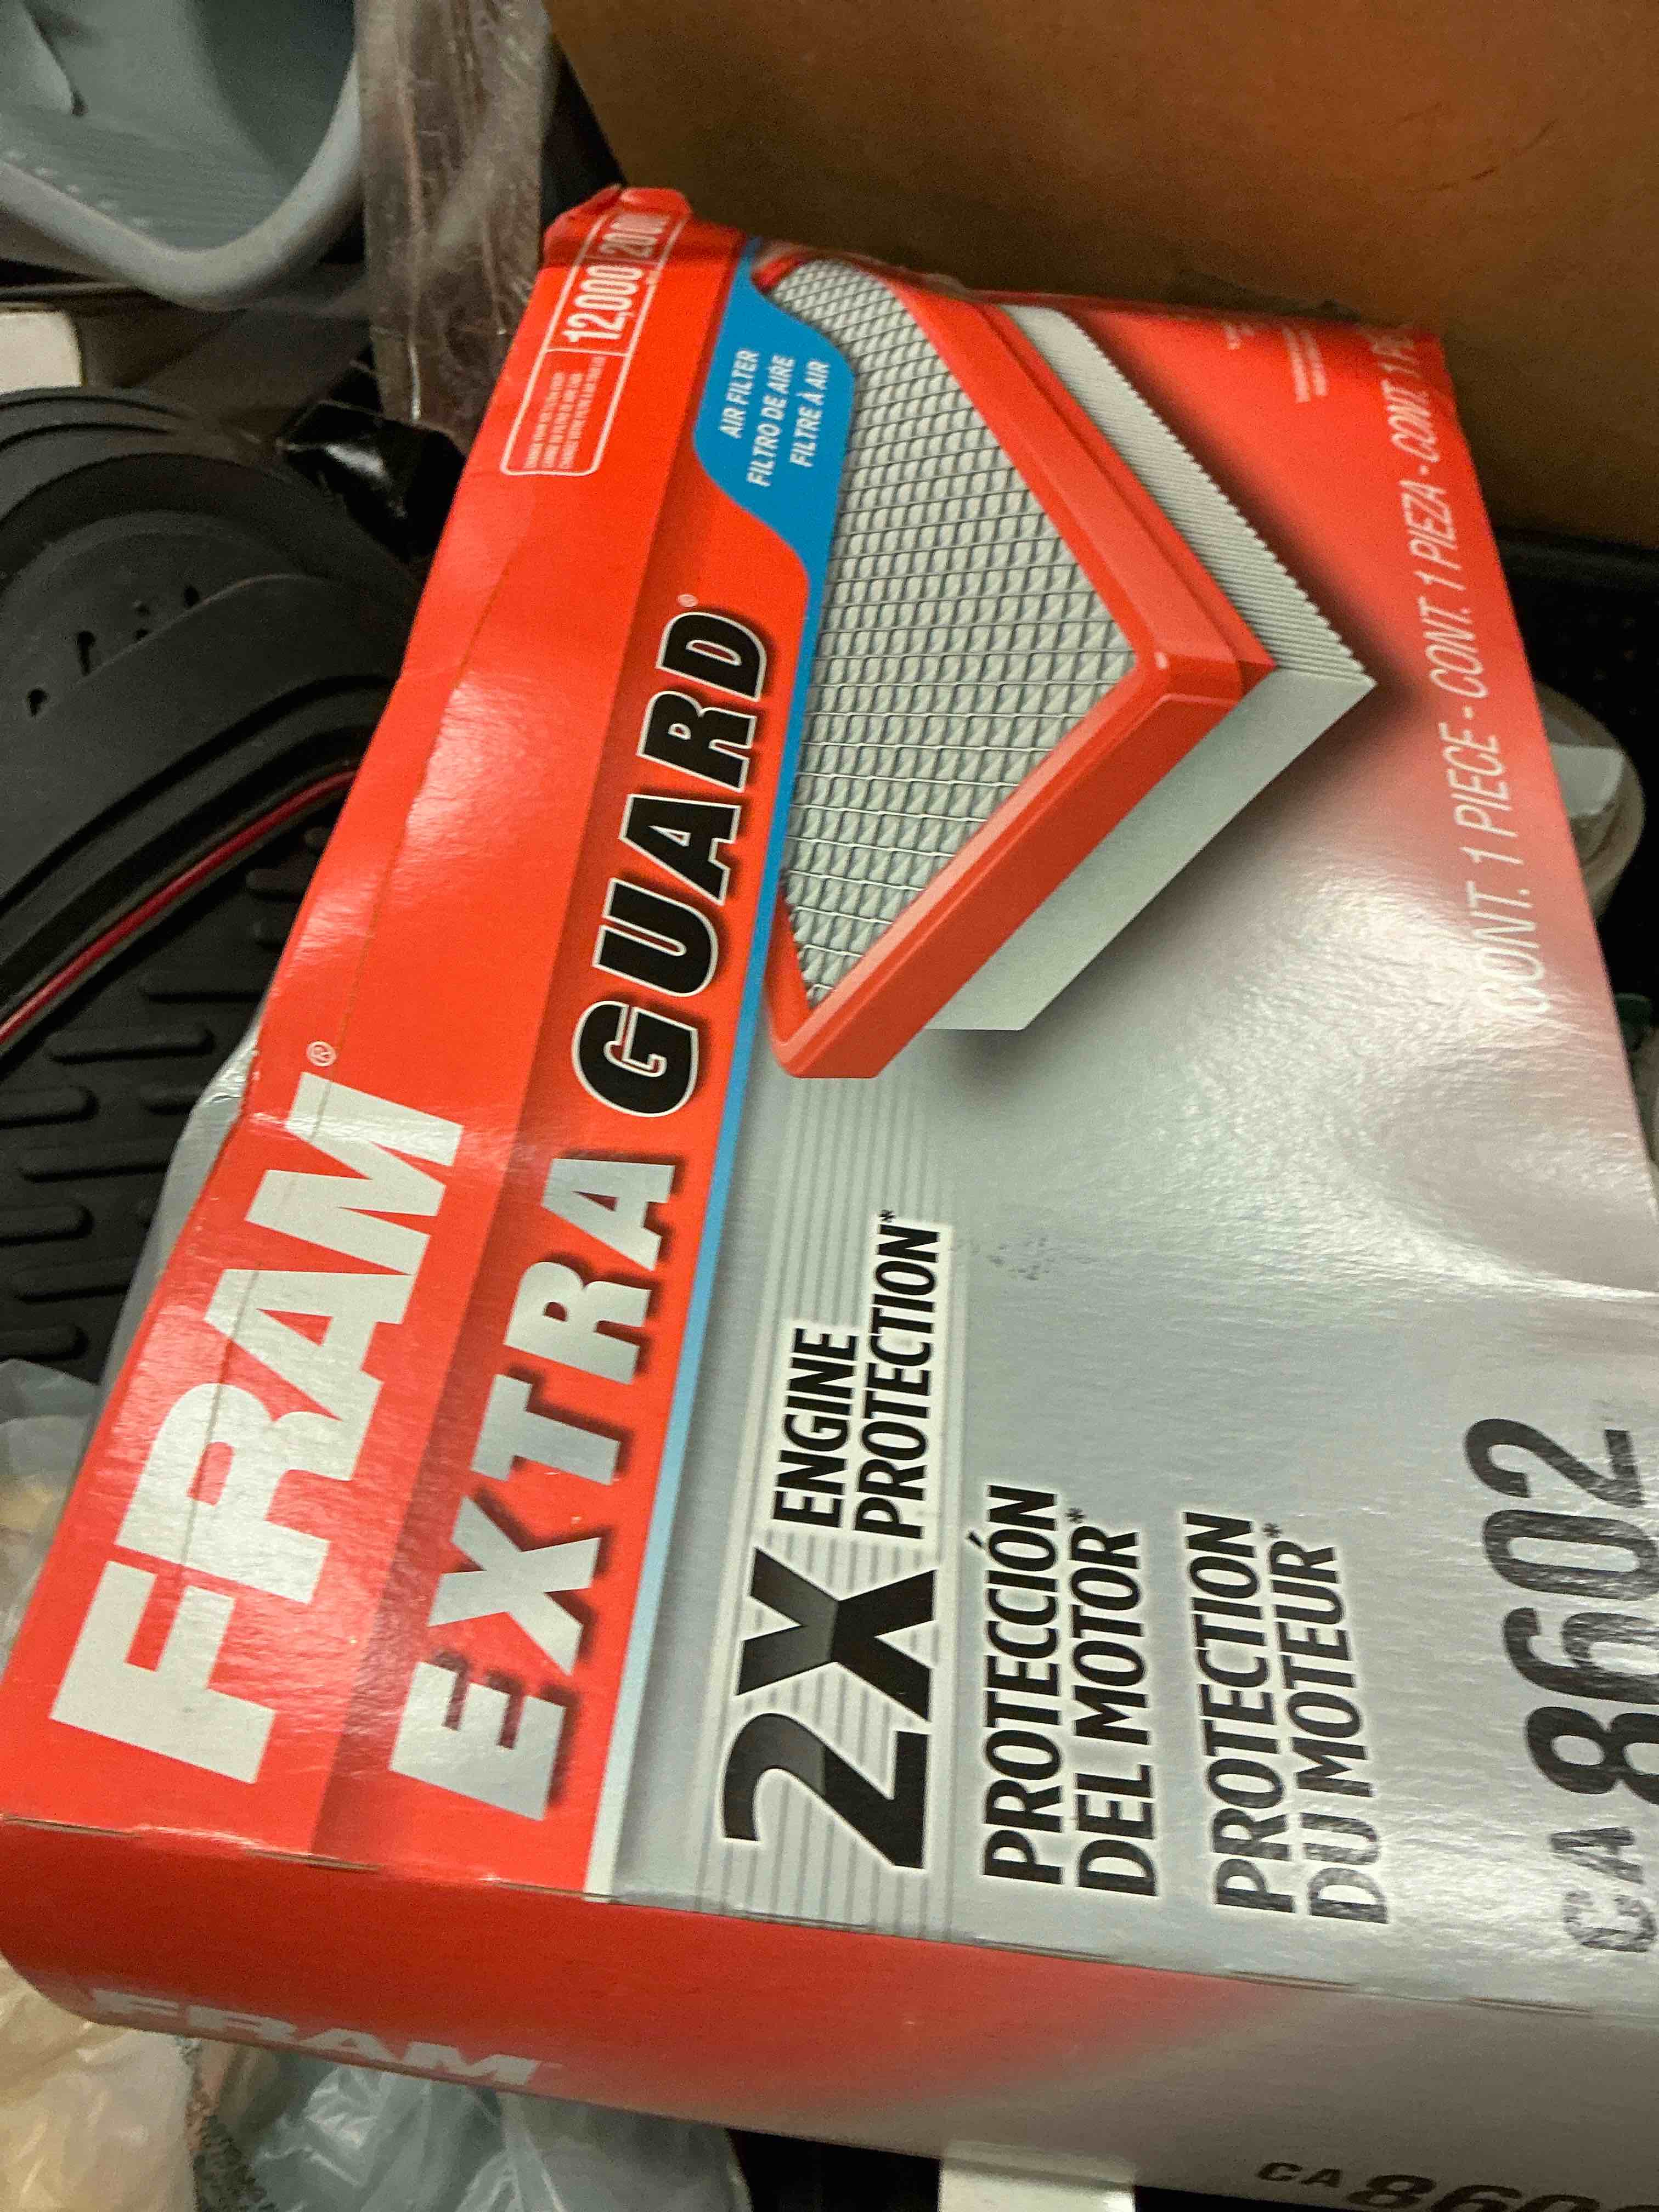 FRAM®
EXTRA GUARD®
12,000
AIR FILTER
FILTRO DE AIRE
FILTRE À AIR
2X ENGINE
PROTECTION*
PROTECCIÓN
DEL MOTOR*
PROTECTION
DU MOTEUR*
CA 8602
CONT. 1 PIECE - CONT. 1 PIEZA - CONT. 1
FRAM
CA